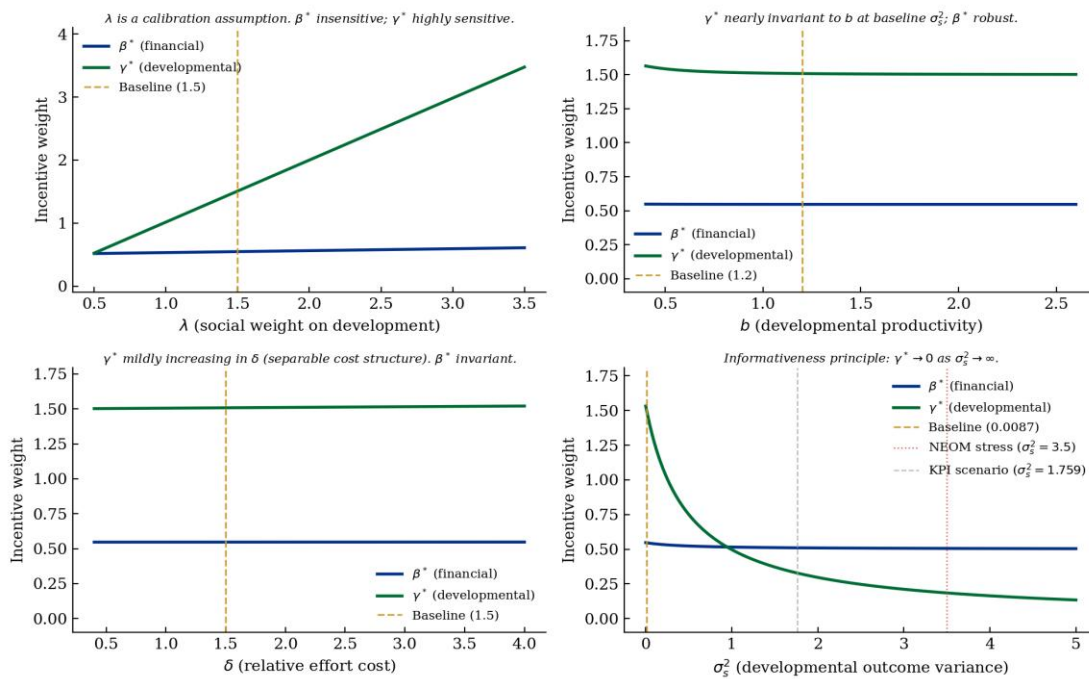 λ is a calibration assumption. β* insensitive; γ* highly sensitive.
4
3
2
1
0
Incentive weight
β* (financial)
γ* (developmental)
Baseline (1.5)
0.5 1.0 1.5 2.0 2.5 3.0 3.5
λ (social weight on development)
γ* nearly invariant to b at baseline σₛ²; β* robust.
1.75
1.50
1.25
1.00
0.75
0.50
0.25
0.00
Incentive weight
β* (financial)
γ* (developmental)
Baseline (1.2)
0.5 1.0 1.5 2.0 2.5
b (developmental productivity)
γ* mildly increasing in δ (separable cost structure). β* invariant.
1.75
1.50
1.25
1.00
0.75
0.50
0.25
0.00
Incentive weight
β* (financial)
γ* (developmental)
Baseline (1.5)
0.5 1.0 1.5 2.0 2.5 3.0 3.5 4.0
δ (relative effort cost)
Informativeness principle: γ* → 0 as σₛ² → ∞.
1.75
1.50
1.25
1.00
0.75
0.50
0.25
0.00
Incentive weight
β* (financial)
γ* (developmental)
Baseline (0.0087)
NEOM stress (σₛ² = 3.5)
KPI scenario (σₛ² = 1.759)
0 1 2 3 4 5
σₛ² (developmental outcome variance)